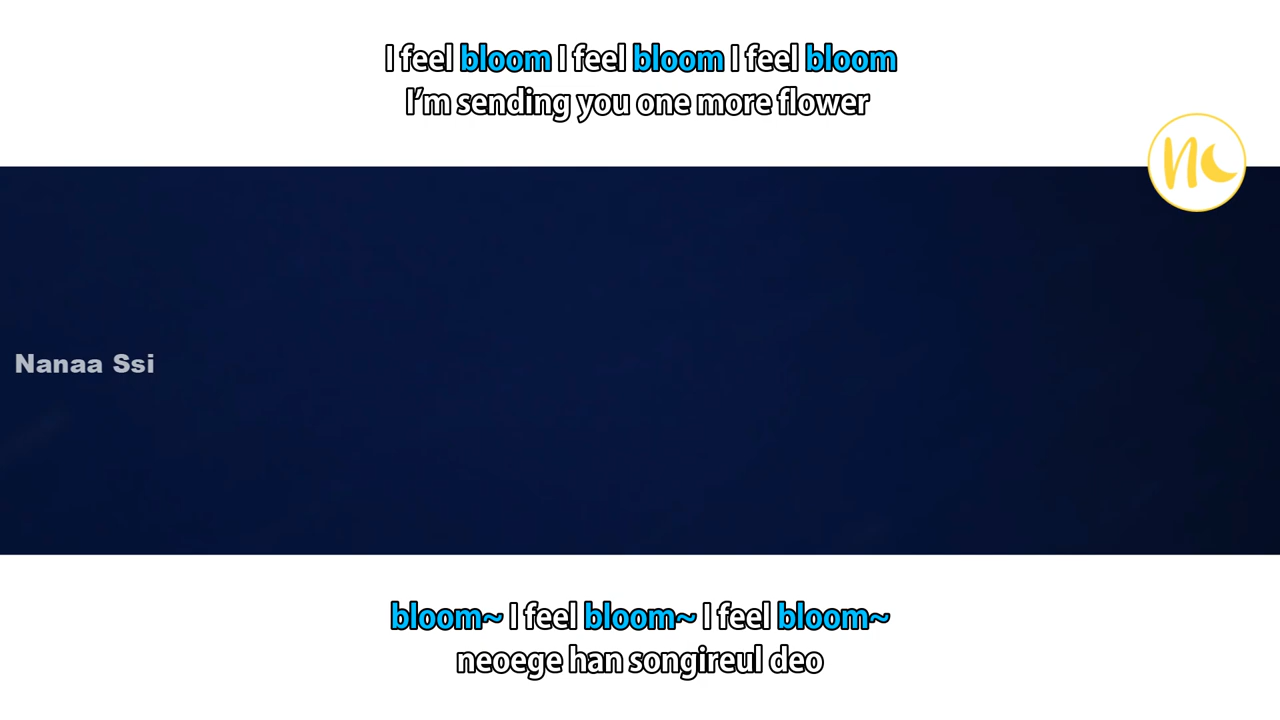 I feel bloom I feel bloom I feel bloom
I'm sending you one more flower
Nanaa Ssi
bloom~ I feel bloom~ I feel bloom~
neoege han songireul deo